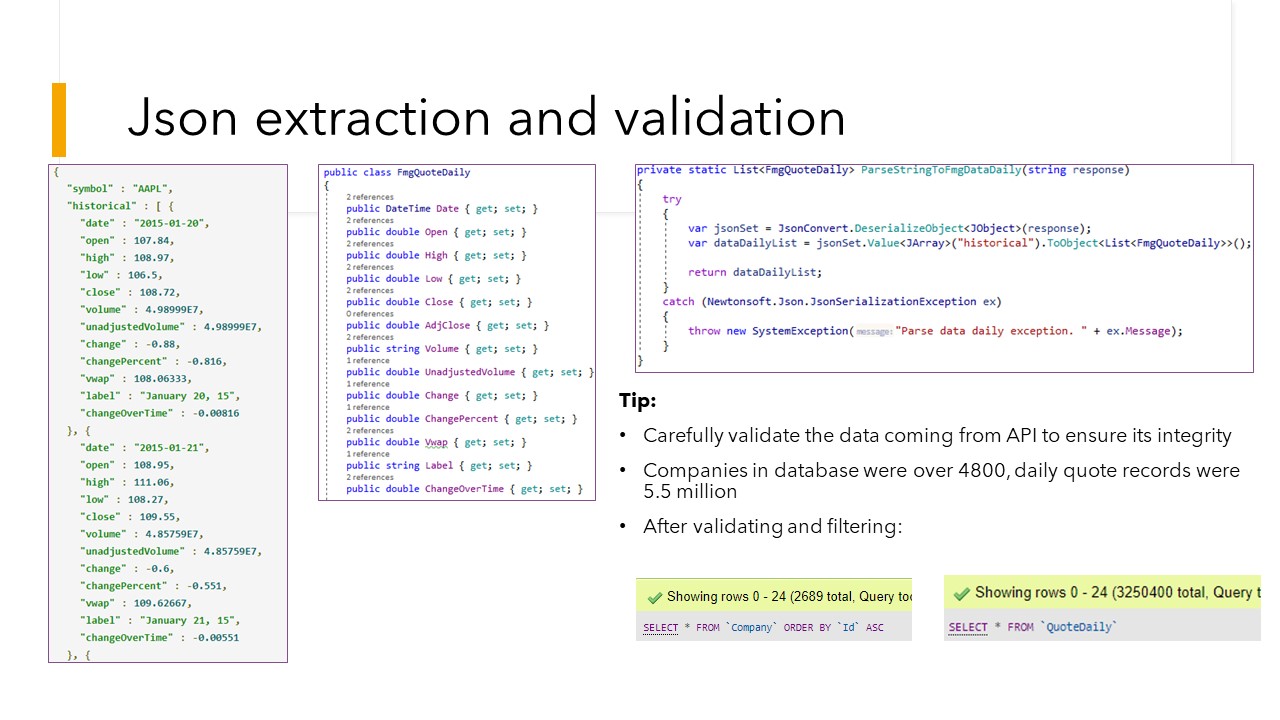 Json extraction and validation
{
"symbol" : "AAPL",
"historical" : [ {
"date" : "2015-01-20",
"open" : 107.84,
"high" : 108.97,
"low" : 106.5,
"close" : 108.72,
"volume" : 4.98999E7,
"unadjustedVolume" : 4.98999E7,
"change" : -0.88,
"changePercent" : -0.816,
"vwap" : 108.06333,
"label" : "January 20, 15",
"changeOverTime" : -0.00816
}, {
"date" : "2015-01-21",
"open" : 108.95,
"high" : 111.06,
"low" : 108.27,
"close" : 109.55,
"volume" : 4.85759E7,
"unadjustedVolume" : 4.85759E7,
"change" : -0.6,
"changePercent" : -0.551,
"vwap" : 109.62667,
"label" : "January 21, 15",
"changeOverTime" : -0.00551
}, {
public class FmgQuoteDaily
{
2 references
public DateTime Date { get; set; }
2 references
public double Open { get; set; }
2 references
public double High { get; set; }
2 references
public double Low { get; set; }
2 references
public double Close { get; set; }
0 references
public double AdjClose { get; set; }
2 references
public string Volume { get; set; }
1 reference
public double UnadjustedVolume { get; set; }
1 reference
public double Change { get; set; }
1 reference
public double ChangePercent { get; set; }
2 references
public double Vwap { get; set; }
1 reference
public string Label { get; set; }
2 references
public double ChangeOverTime { get; set; }
private static List<FmgQuoteDaily> ParseStringToFmgDataDaily(string response)
{
try
{
var jsonSet = JsonConvert.DeserializeObject<JObject>(response);
var dataDailyList = jsonSet.Value<JArray>("historical").ToObject<List<FmgQuoteDaily>>();
return dataDailyList;
}
catch (Newtonsoft.Json.JsonSerializationException ex)
{
throw new SystemException(message: "Parse data daily exception. " + ex.Message);
}
}
Tip:
• Carefully validate the data coming from API to ensure its integrity
• Companies in database were over 4800, daily quote records were
5.5 million
• After validating and filtering:
Showing rows 0 - 24 (2689 total, Query too
SELECT * FROM `Company` ORDER BY `Id` ASC
Showing rows 0 - 24 (3250400 total, Query t
SELECT * FROM `QuoteDaily`